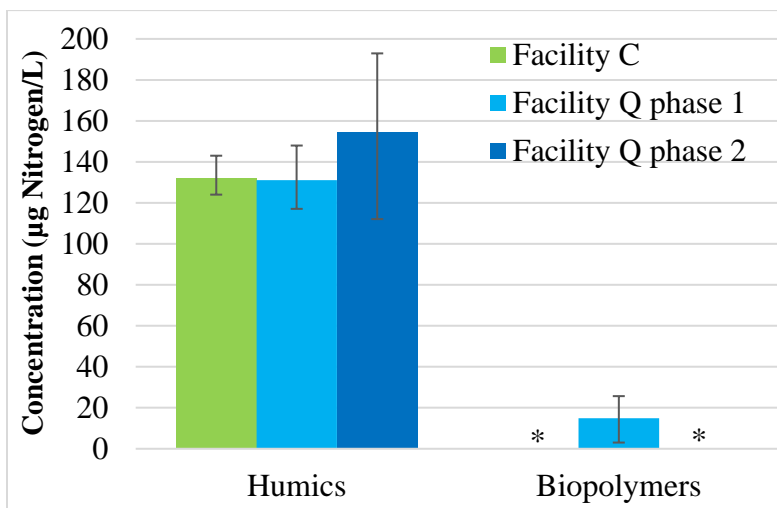 Concentration (µg Nitrogen/L)
200
180
160
140
120
100
80
60
40
20
0
Facility C
Facility Q phase 1
Facility Q phase 2
*
*
Humics
Biopolymers